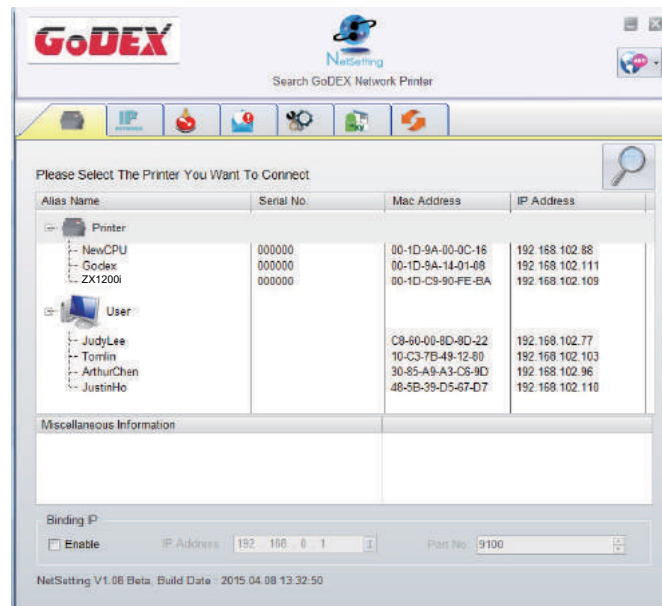 GoDEX
NetSetting
Search GoDEX Network Printer
IP
Please Select The Printer You Want To Connect
Alias Name Serial No. Mac Address IP Address
Printer
NewCPU 000000 00-1D-9A-00-0C-16 192.168.102.88
Godex 000000 00-1D-9A-14-01-08 192.168.102.111
ZX1200i 000000 00-1D-C9-90-FE-BA 192.168.102.109
User
JudyLee C8-60-00-8D-8D-22 192.168.102.77
Tomlin 10-C3-7B-49-12-80 192.168.102.103
ArthurChen 30-85-A9-A3-C6-9D 192.168.102.96
JustinHo 48-5B-39-D5-67-D7 192.168.102.110
Miscellaneous Information
Binding IP
Enable IP Address 192 . 168 . 0 . 1 Port No. 9100
NetSetting V1.08 Beta. Build Date : 2015.04.08 13:32:50